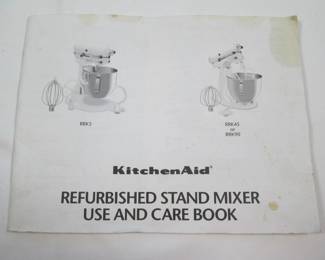 RRK5
RRK45
or
RRK90
KitchenAid®
REFURBISHED STAND MIXER
USE AND CARE BOOK